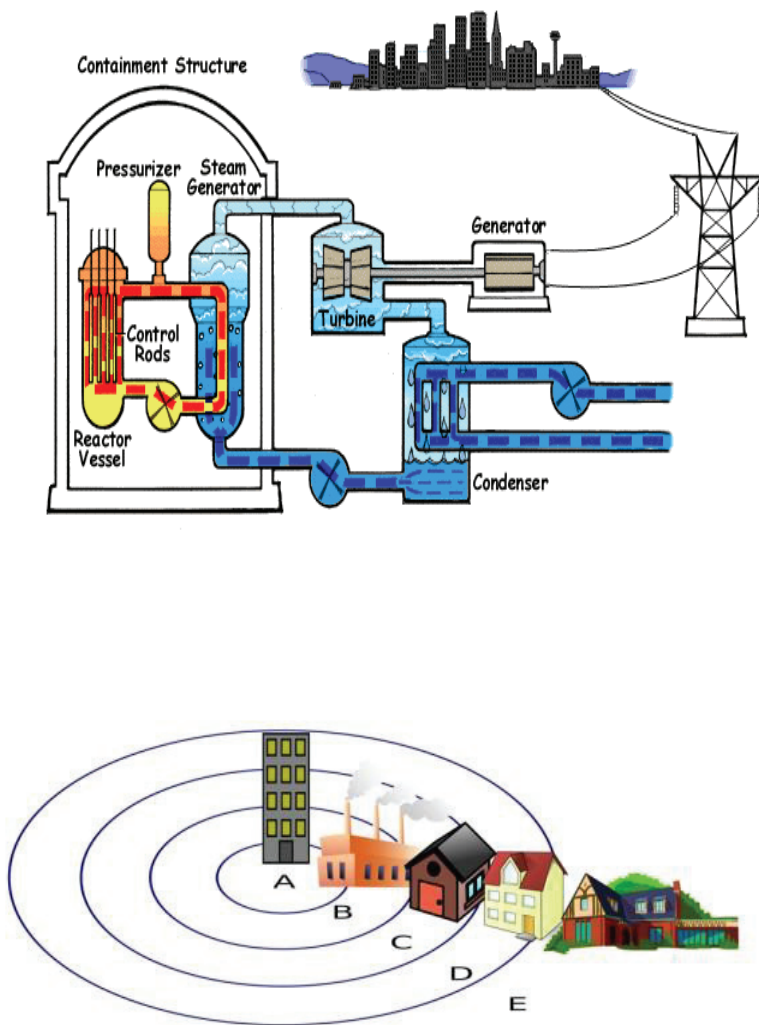 Containment Structure
Pressurizer
Steam
Generator
Generator
Turbine
Control
Rods
Reactor
Vessel
Condenser
A
B
C
D
E